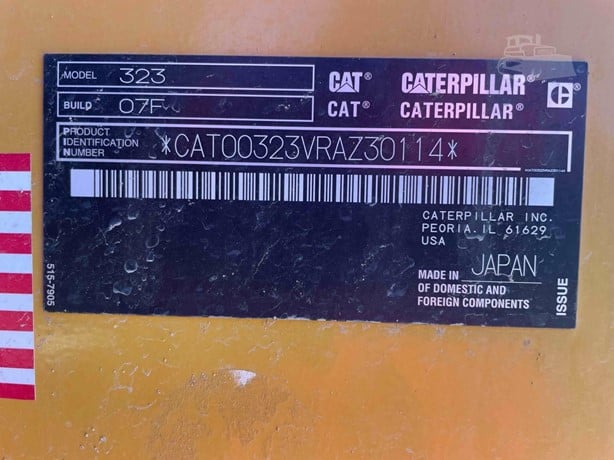 MODEL 323
CAT® CATERPILLAR®
BUILD 07F
CAT® CATERPILLAR®
PRODUCT
IDENTIFICATION
NUMBER
*CAT00323VRAZ30114*
CATERPILLAR INC.
PEORIA. IL 61629
USA
MADE IN JAPAN
OF DOMESTIC AND
FOREIGN COMPONENTS
ISSUE
515-7905